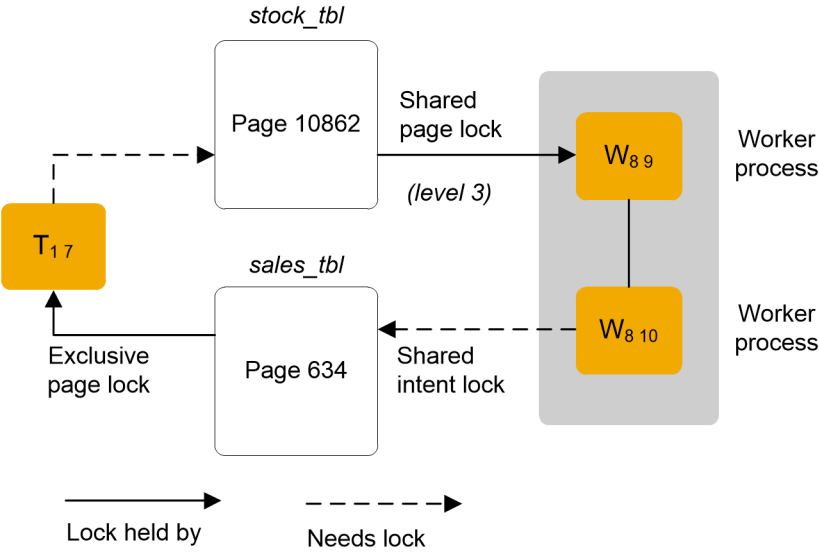 stock_tbl
Page 10862
Shared
page lock
(level 3)
W8 9
Worker
process
T1 7
sales_tbl
Page 634
Exclusive
page lock
Shared
intent lock
W8 10
Worker
process
Lock held by
Needs lock